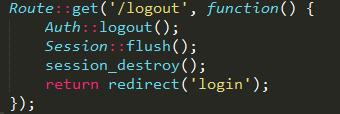 Route::get('/logout', function() {
    Auth::logout();
    Session::flush();
    session_destroy();
    return redirect('login');
});